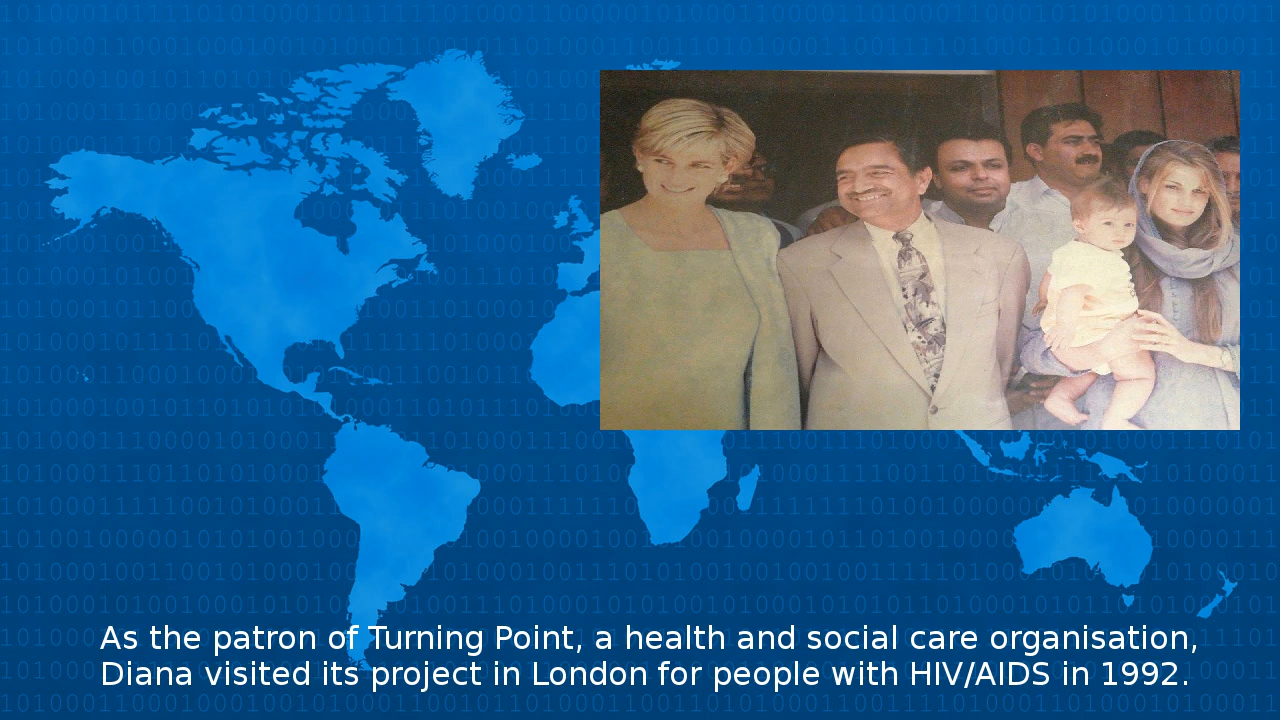 As the patron of Turning Point, a health and social care organisation,
Diana visited its project in London for people with HIV/AIDS in 1992.